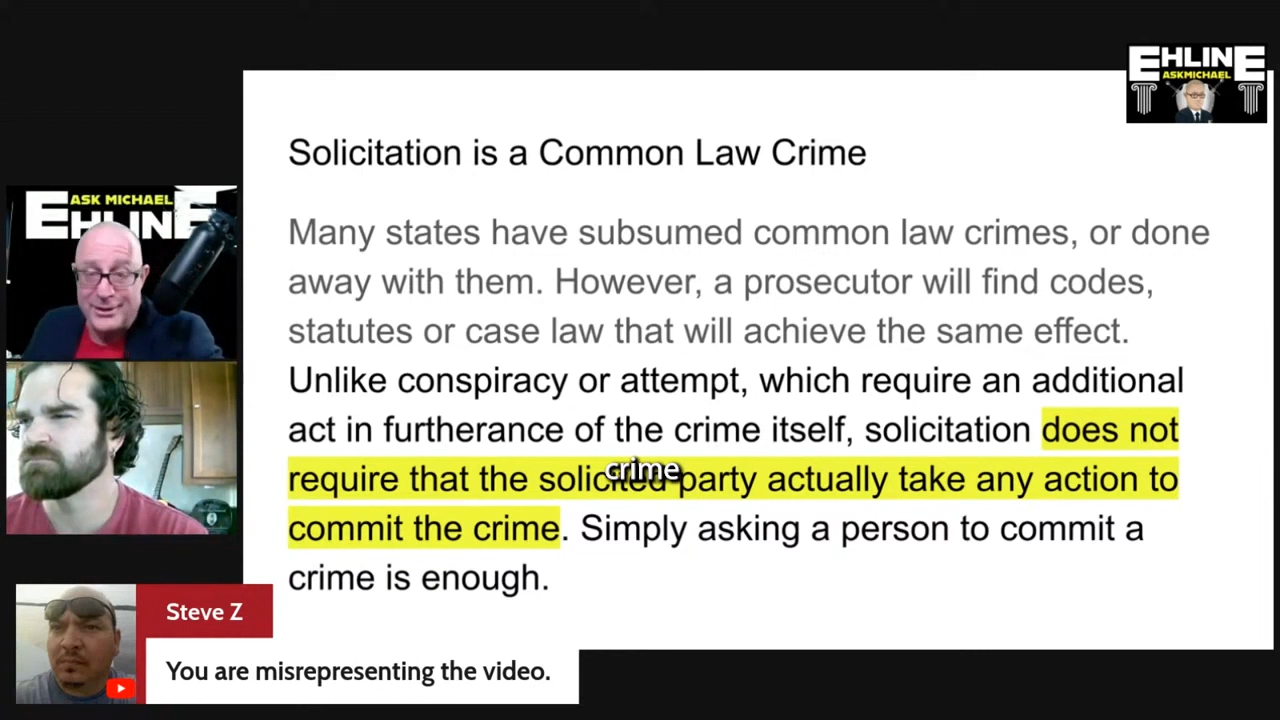 EHLINE
ASKMICHAEL
Solicitation is a Common Law Crime
Many states have subsumed common law crimes, or done
away with them. However, a prosecutor will find codes,
statutes or case law that will achieve the same effect.
Unlike conspiracy or attempt, which require an additional
act in furtherance of the crime itself, solicitation does not
require that the solicited party actually take any action to
commit the crime. Simply asking a person to commit a
crime is enough.
crime
ASK MICHAEL
EHLINE
Steve Z
You are misrepresenting the video.